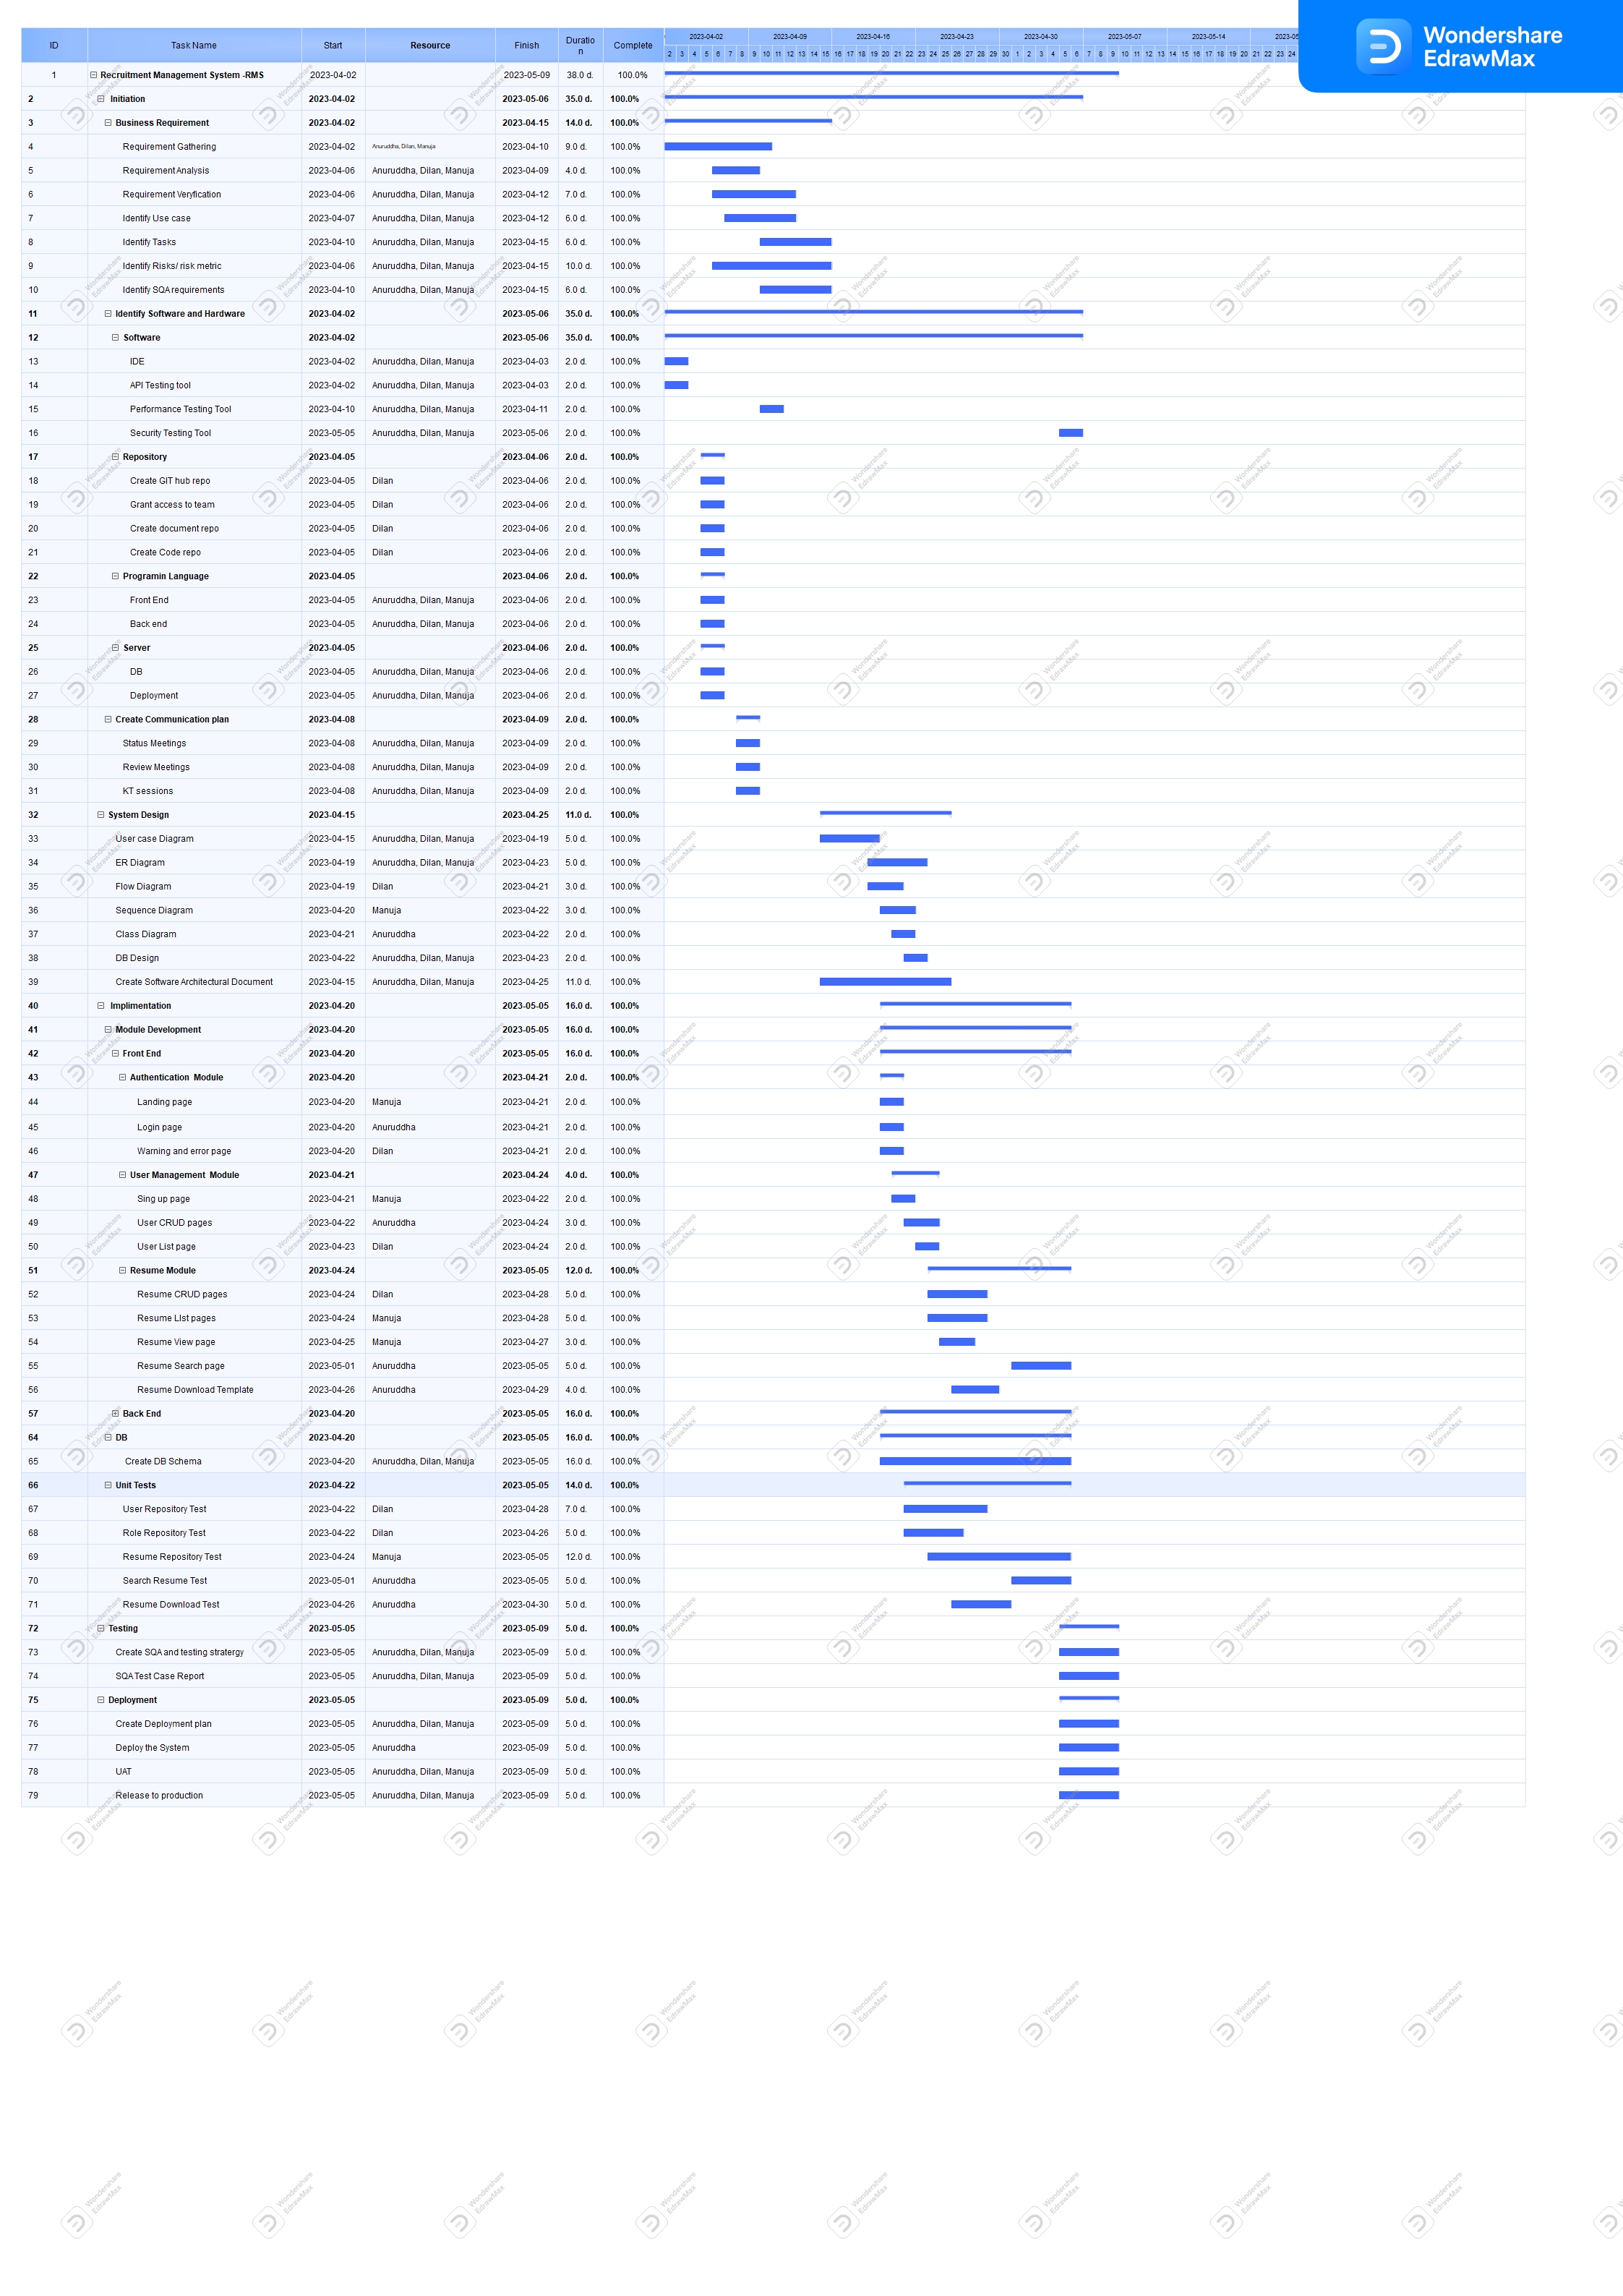 Wondershare
EdrawMax
ID Task Name Start Resource Finish Duratio n Complete
2023-04-02 2023-04-09 2023-04-16 2023-04-23 2023-04-30 2023-05-07 2023-05-14
2 3 4 5 6 7 8 9 10 11 12 13 14 15 16 17 18 19 20 21 22 23 24 25 26 27 28 29 30 1 2 3 4 5 6 7 8 9 10 11 12 13 14 15 16 17 18 19 20 21 22 23 24
1 Recruitment Management System -RMS 2023-04-02 2023-05-09 38.0 d. 100.0%
2 Initiation 2023-04-02 2023-05-06 35.0 d. 100.0%
3 Business Requirement 2023-04-02 2023-04-15 14.0 d. 100.0%
4 Requirement Gathering 2023-04-02 Anuruddha, Dilan, Manuja 2023-04-10 9.0 d. 100.0%
5 Requirement Analysis 2023-04-06 Anuruddha, Dilan, Manuja 2023-04-09 4.0 d. 100.0%
6 Requirement Veryfication 2023-04-06 Anuruddha, Dilan, Manuja 2023-04-12 7.0 d. 100.0%
7 Identify Use case 2023-04-07 Anuruddha, Dilan, Manuja 2023-04-12 6.0 d. 100.0%
8 Identify Tasks 2023-04-10 Anuruddha, Dilan, Manuja 2023-04-15 6.0 d. 100.0%
9 Identify Risks/ risk metric 2023-04-06 Anuruddha, Dilan, Manuja 2023-04-15 10.0 d. 100.0%
10 Identify SQA requirements 2023-04-10 Anuruddha, Dilan, Manuja 2023-04-15 6.0 d. 100.0%
11 Identify Software and Hardware 2023-04-02 2023-05-06 35.0 d. 100.0%
12 Software 2023-04-02 2023-05-06 35.0 d. 100.0%
13 IDE 2023-04-02 Anuruddha, Dilan, Manuja 2023-04-03 2.0 d. 100.0%
14 API Testing tool 2023-04-02 Anuruddha, Dilan, Manuja 2023-04-03 2.0 d. 100.0%
15 Performance Testing Tool 2023-04-10 Anuruddha, Dilan, Manuja 2023-04-11 2.0 d. 100.0%
16 Security Testing Tool 2023-05-05 Anuruddha, Dilan, Manuja 2023-05-06 2.0 d. 100.0%
17 Repository 2023-04-05 2023-04-06 2.0 d. 100.0%
18 Create GIT hub repo 2023-04-05 Dilan 2023-04-06 2.0 d. 100.0%
19 Grant access to team 2023-04-05 Dilan 2023-04-06 2.0 d. 100.0%
20 Create document repo 2023-04-05 Dilan 2023-04-06 2.0 d. 100.0%
21 Create Code repo 2023-04-05 Dilan 2023-04-06 2.0 d. 100.0%
22 Programin Language 2023-04-05 2023-04-06 2.0 d. 100.0%
23 Front End 2023-04-05 Anuruddha, Dilan, Manuja 2023-04-06 2.0 d. 100.0%
24 Back end 2023-04-05 Anuruddha, Dilan, Manuja 2023-04-06 2.0 d. 100.0%
25 Server 2023-04-05 2023-04-06 2.0 d. 100.0%
26 DB 2023-04-05 Anuruddha, Dilan, Manuja 2023-04-06 2.0 d. 100.0%
27 Deployment 2023-04-05 Anuruddha, Dilan, Manuja 2023-04-06 2.0 d. 100.0%
28 Create Communication plan 2023-04-08 2023-04-09 2.0 d. 100.0%
29 Status Meetings 2023-04-08 Anuruddha, Dilan, Manuja 2023-04-09 2.0 d. 100.0%
30 Review Meetings 2023-04-08 Anuruddha, Dilan, Manuja 2023-04-09 2.0 d. 100.0%
31 KT sessions 2023-04-08 Anuruddha, Dilan, Manuja 2023-04-09 2.0 d. 100.0%
32 System Design 2023-04-15 2023-04-25 11.0 d. 100.0%
33 User case Diagram 2023-04-15 Anuruddha, Dilan, Manuja 2023-04-19 5.0 d. 100.0%
34 ER Diagram 2023-04-19 Anuruddha, Dilan, Manuja 2023-04-23 5.0 d. 100.0%
35 Flow Diagram 2023-04-19 Dilan 2023-04-21 3.0 d. 100.0%
36 Sequence Diagram 2023-04-20 Manuja 2023-04-22 3.0 d. 100.0%
37 Class Diagram 2023-04-21 Anuruddha 2023-04-22 2.0 d. 100.0%
38 DB Design 2023-04-22 Anuruddha, Dilan, Manuja 2023-04-23 2.0 d. 100.0%
39 Create Software Architectural Document 2023-04-15 Anuruddha, Dilan, Manuja 2023-04-25 11.0 d. 100.0%
40 Implimentation 2023-04-20 2023-05-05 16.0 d. 100.0%
41 Module Development 2023-04-20 2023-05-05 16.0 d. 100.0%
42 Front End 2023-04-20 2023-05-05 16.0 d. 100.0%
43 Authentication Module 2023-04-20 2023-04-21 2.0 d. 100.0%
44 Landing page 2023-04-20 Manuja 2023-04-21 2.0 d. 100.0%
45 Login page 2023-04-20 Anuruddha 2023-04-21 2.0 d. 100.0%
46 Warning and error page 2023-04-20 Dilan 2023-04-21 2.0 d. 100.0%
47 User Management Module 2023-04-21 2023-04-24 4.0 d. 100.0%
48 Sing up page 2023-04-21 Manuja 2023-04-22 2.0 d. 100.0%
49 User CRUD pages 2023-04-22 Anuruddha 2023-04-24 3.0 d. 100.0%
50 User List page 2023-04-23 Dilan 2023-04-24 2.0 d. 100.0%
51 Resume Module 2023-04-24 2023-05-05 12.0 d. 100.0%
52 Resume CRUD pages 2023-04-24 Dilan 2023-04-28 5.0 d. 100.0%
53 Resume LIst pages 2023-04-24 Manuja 2023-04-28 5.0 d. 100.0%
54 Resume View page 2023-04-25 Manuja 2023-04-27 3.0 d. 100.0%
55 Resume Search page 2023-05-01 Anuruddha 2023-05-05 5.0 d. 100.0%
56 Resume Download Template 2023-04-26 Anuruddha 2023-04-29 4.0 d. 100.0%
57 Back End 2023-04-20 2023-05-05 16.0 d. 100.0%
64 DB 2023-04-20 2023-05-05 16.0 d. 100.0%
65 Create DB Schema 2023-04-20 Anuruddha, Dilan, Manuja 2023-05-05 16.0 d. 100.0%
66 Unit Tests 2023-04-22 2023-05-05 14.0 d. 100.0%
67 User Repository Test 2023-04-22 Dilan 2023-04-28 7.0 d. 100.0%
68 Role Repository Test 2023-04-22 Dilan 2023-04-26 5.0 d. 100.0%
69 Resume Repository Test 2023-04-24 Manuja 2023-05-05 12.0 d. 100.0%
70 Search Resume Test 2023-05-01 Anuruddha 2023-05-05 5.0 d. 100.0%
71 Resume Download Test 2023-04-26 Anuruddha 2023-04-30 5.0 d. 100.0%
72 Testing 2023-05-05 2023-05-09 5.0 d. 100.0%
73 Create SQA and testing stratergy 2023-05-05 Anuruddha, Dilan, Manuja 2023-05-09 5.0 d. 100.0%
74 SQA Test Case Report 2023-05-05 Anuruddha, Dilan, Manuja 2023-05-09 5.0 d. 100.0%
75 Deployment 2023-05-05 2023-05-09 5.0 d. 100.0%
76 Create Deployment plan 2023-05-05 Anuruddha, Dilan, Manuja 2023-05-09 5.0 d. 100.0%
77 Deploy the System 2023-05-05 Anuruddha 2023-05-09 5.0 d. 100.0%
78 UAT 2023-05-05 Anuruddha, Dilan, Manuja 2023-05-09 5.0 d. 100.0%
79 Release to production 2023-05-05 Anuruddha, Dilan, Manuja 2023-05-09 5.0 d. 100.0%